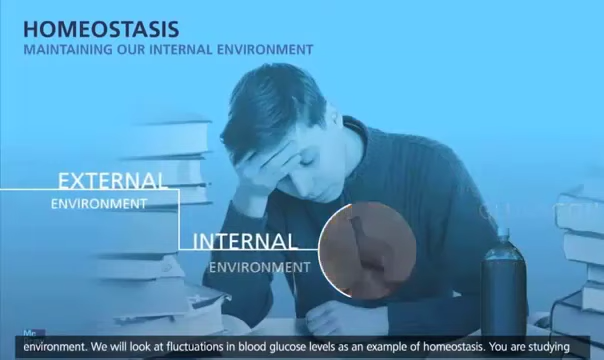 HOMEOSTASIS
MAINTAINING OUR INTERNAL ENVIRONMENT
EXTERNAL
ENVIRONMENT
INTERNAL
ENVIRONMENT
environment. We will look at fluctuations in blood glucose levels as an example of homeostasis. You are studying